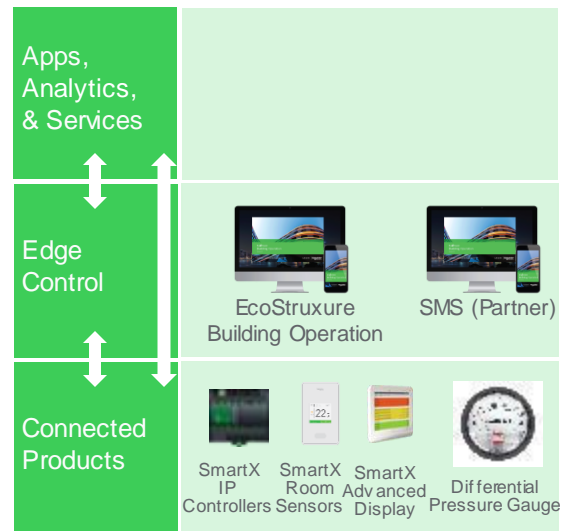 Apps,
Analytics,
& Services
Edge
Control
EcoStruxure
Building Operation
SMS (Partner)
Connected
Products
22
SmartX
IP
Controllers
SmartX
Room
Sensors
SmartX
Advanced
Display
Differential
Pressure Gauge